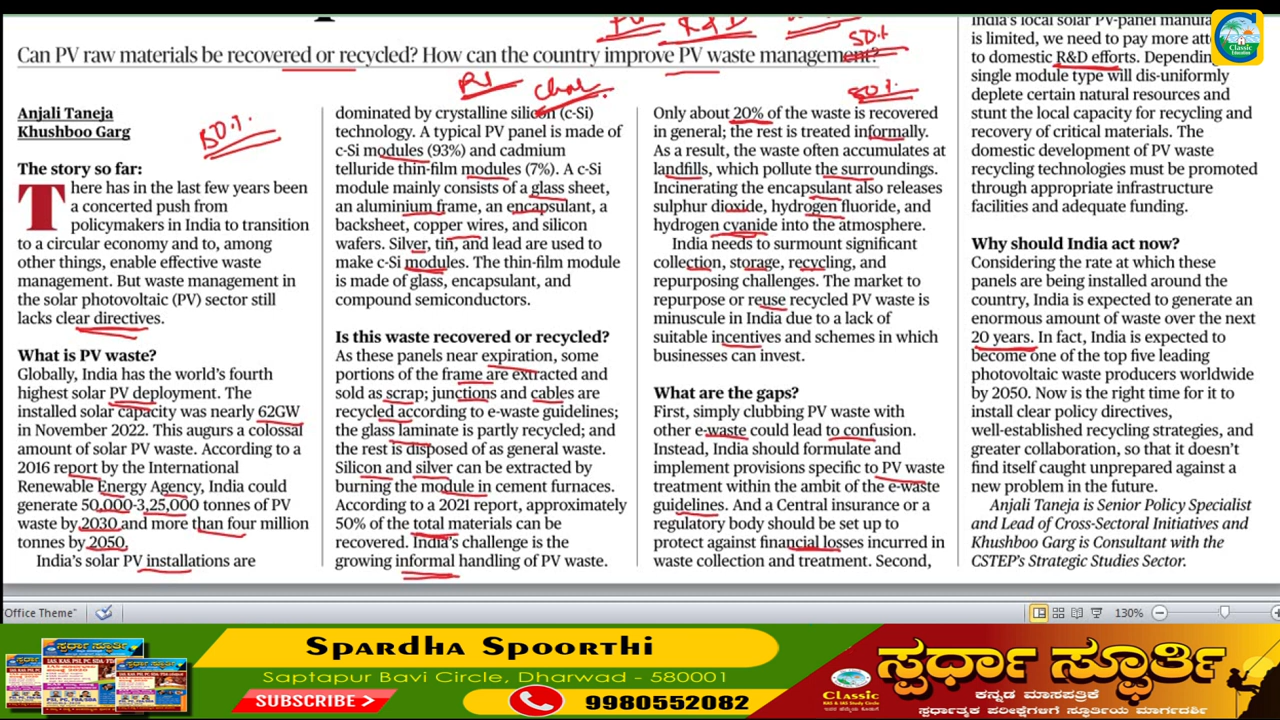 Can PV raw materials be recovered or recycled? How can the country improve PV waste management?
PV
R&D
50%
50%
50%
Anjali Taneja
Khushboo Garg
The story so far:
There has in the last few years been
a concerted push from
policymakers in India to transition
to a circular economy and to, among
other things, enable effective waste
management. But waste management in
the solar photovoltaic (PV) sector still
lacks clear directives.
What is PV waste?
Globally, India has the world's fourth
highest solar PV deployment. The
installed solar capacity was nearly 62GW
in November 2022. This augurs a colossal
amount of solar PV waste. According to a
2016 report by the International
Renewable Energy Agency, India could
generate 50,000-3,25,000 tonnes of PV
waste by 2030 and more than four million
tonnes by 2050.
India's solar PV installations are
dominated by crystalline silicon (c-Si)
technology. A typical PV panel is made of
c-Si modules (93%) and cadmium
telluride thin-film modules (7%). A c-Si
module mainly consists of a glass sheet,
an aluminium frame, an encapsulant, a
backsheet, copper wires, and silicon
wafers. Silver, tin, and lead are used to
make c-Si modules. The thin-film module
is made of glass, encapsulant, and
compound semiconductors.
Is this waste recovered or recycled?
As these panels near expiration, some
portions of the frame are extracted and
sold as scrap; junctions and cables are
recycled according to e-waste guidelines;
the glass laminate is partly recycled; and
the rest is disposed of as general waste.
Silicon and silver can be extracted by
burning the module in cement furnaces.
According to a 2021 report, approximately
50% of the total materials can be
recovered. India's challenge is the
growing informal handling of PV waste.
Only about 20% of the waste is recovered
in general; the rest is treated informally.
As a result, the waste often accumulates at
landfills, which pollute the surroundings.
Incinerating the encapsulant also releases
sulphur dioxide, hydrogen fluoride, and
hydrogen cyanide into the atmosphere.
India needs to surmount significant
collection, storage, recycling, and
repurposing challenges. The market to
repurpose or reuse recycled PV waste is
minuscule in India due to a lack of
suitable incentives and schemes in which
businesses can invest.
What are the gaps?
First, simply clubbing PV waste with
other e-waste could lead to confusion.
Instead, India should formulate and
implement provisions specific to PV waste
treatment within the ambit of the e-waste
guidelines. And a Central insurance or a
regulatory body should be set up to
protect against financial losses incurred in
waste collection and treatment. Second,
India's local solar PV-panel manufa
is limited, we need to pay more att
to domestic R&D efforts. Depending
single module type will dis-uniformly
deplete certain natural resources and
stunt the local capacity for recycling and
recovery of critical materials. The
domestic development of PV waste
recycling technologies must be promoted
through appropriate infrastructure
facilities and adequate funding.
Why should India act now?
Considering the rate at which these
panels are being installed around the
country, India is expected to generate an
enormous amount of waste over the next
20 years. In fact, India is expected to
become one of the top five leading
photovoltaic waste producers worldwide
by 2050. Now is the right time for it to
install clear policy directives,
well-established recycling strategies, and
greater collaboration, so that it doesn't
find itself caught unprepared against a
new problem in the future.
Anjali Taneja is Senior Policy Specialist
and Lead of Cross-Sectoral Initiatives and
Khushboo Garg is Consultant with the
CSTEP's Strategic Studies Sector.
Classic
Education
Office Theme"
130%
Spardha Spoorthi
Saptapur Bavi Circle, Dharwad - 580001
SUBSCRIBE
9980552082
Classic
KAS & IAS Study Circle
ಸ್ಪರ್ಧಾ ಸ್ಫೂರ್ತಿ
ಕನ್ನಡ ಮಾಸಪತ್ರಿಕೆ
ಸ್ಪರ್ಧಾತ್ಮಕ ಪರೀಕ್ಷೆಗಳಿಗೆ ಸ್ಫೂರ್ತಿಯ ಮಾರ್ಗದರ್ಶಿ